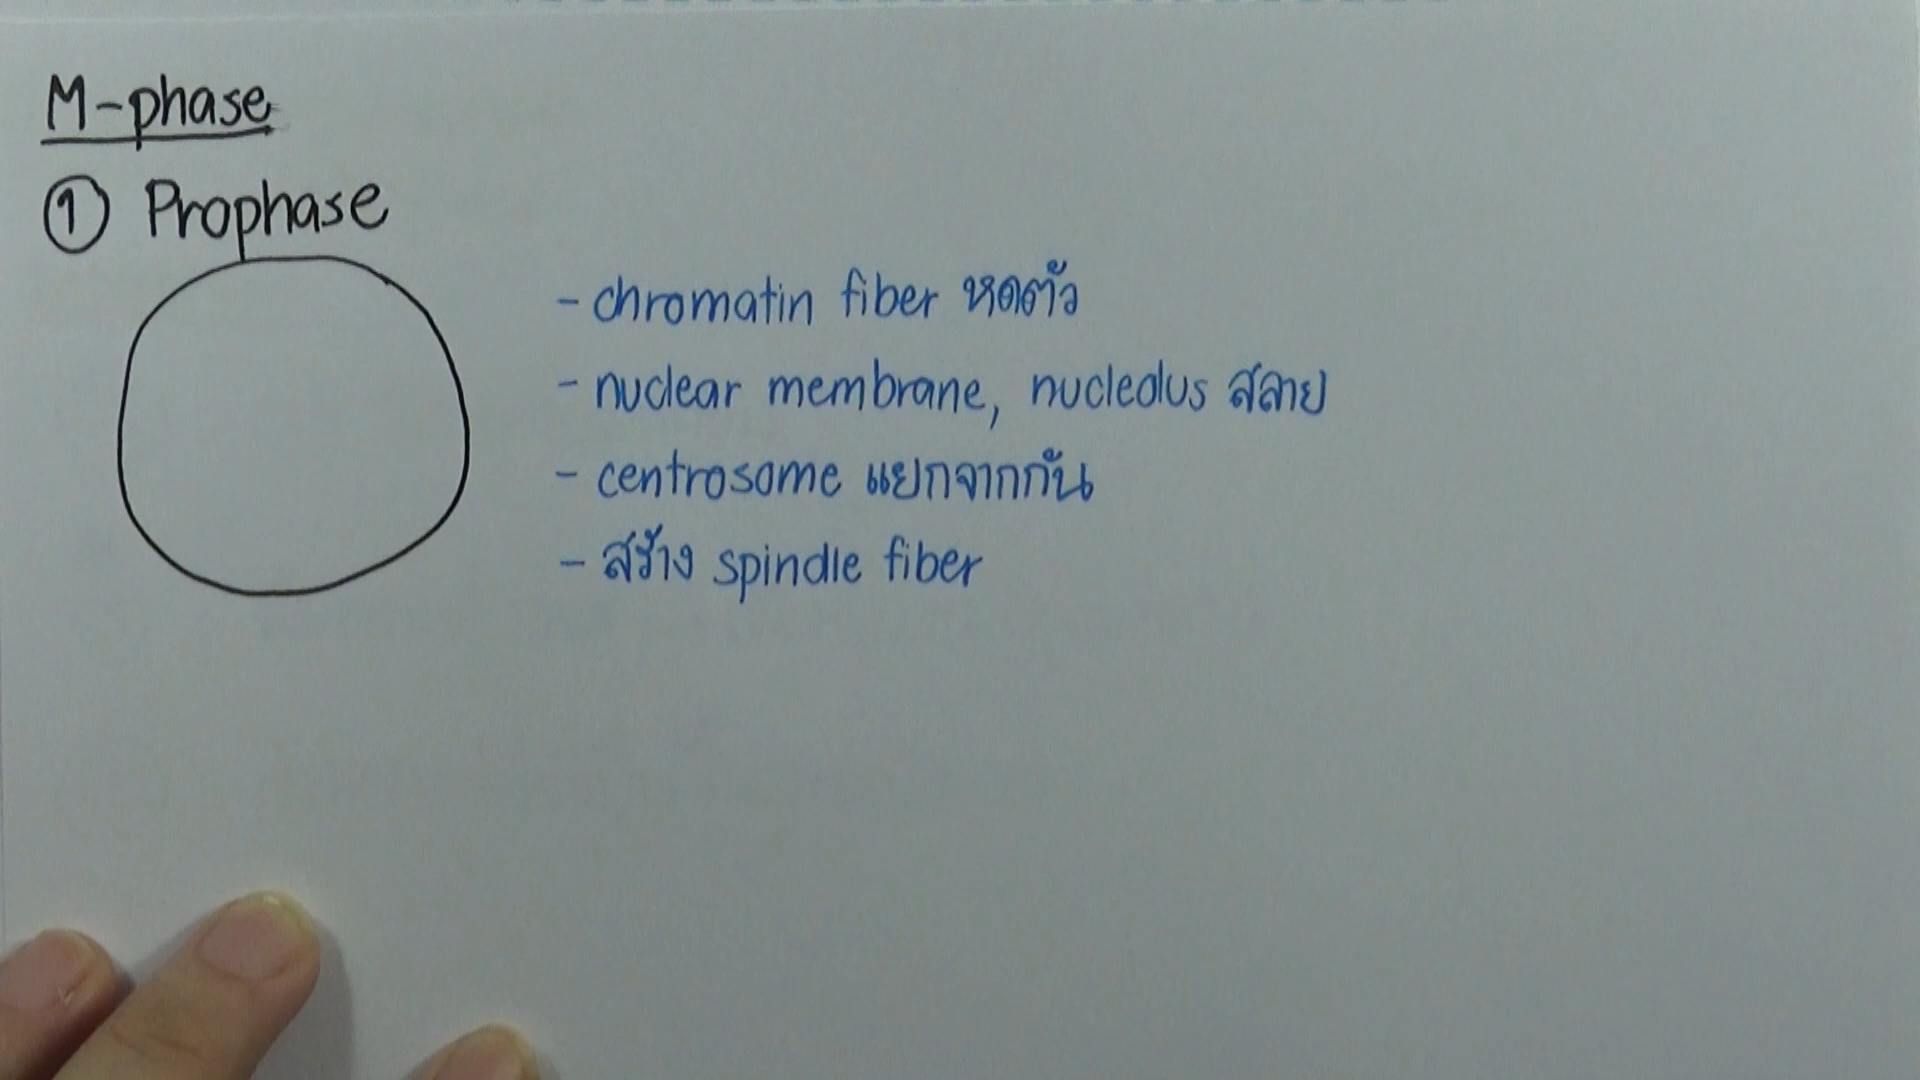 M-phase
① Prophase
- chromatin fiber หดตัว
- nuclear membrane, nucleolus สลาย
- centrosome แยกจากกัน
- สร้าง spindle fiber